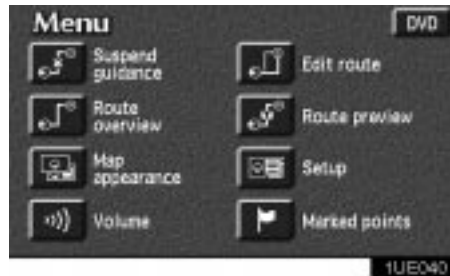 Menu
DVD
Suspend
guidance
Edit route
Route
overview
Route preview
Map
appearance
Setup
Volume
Marked points
1UE040